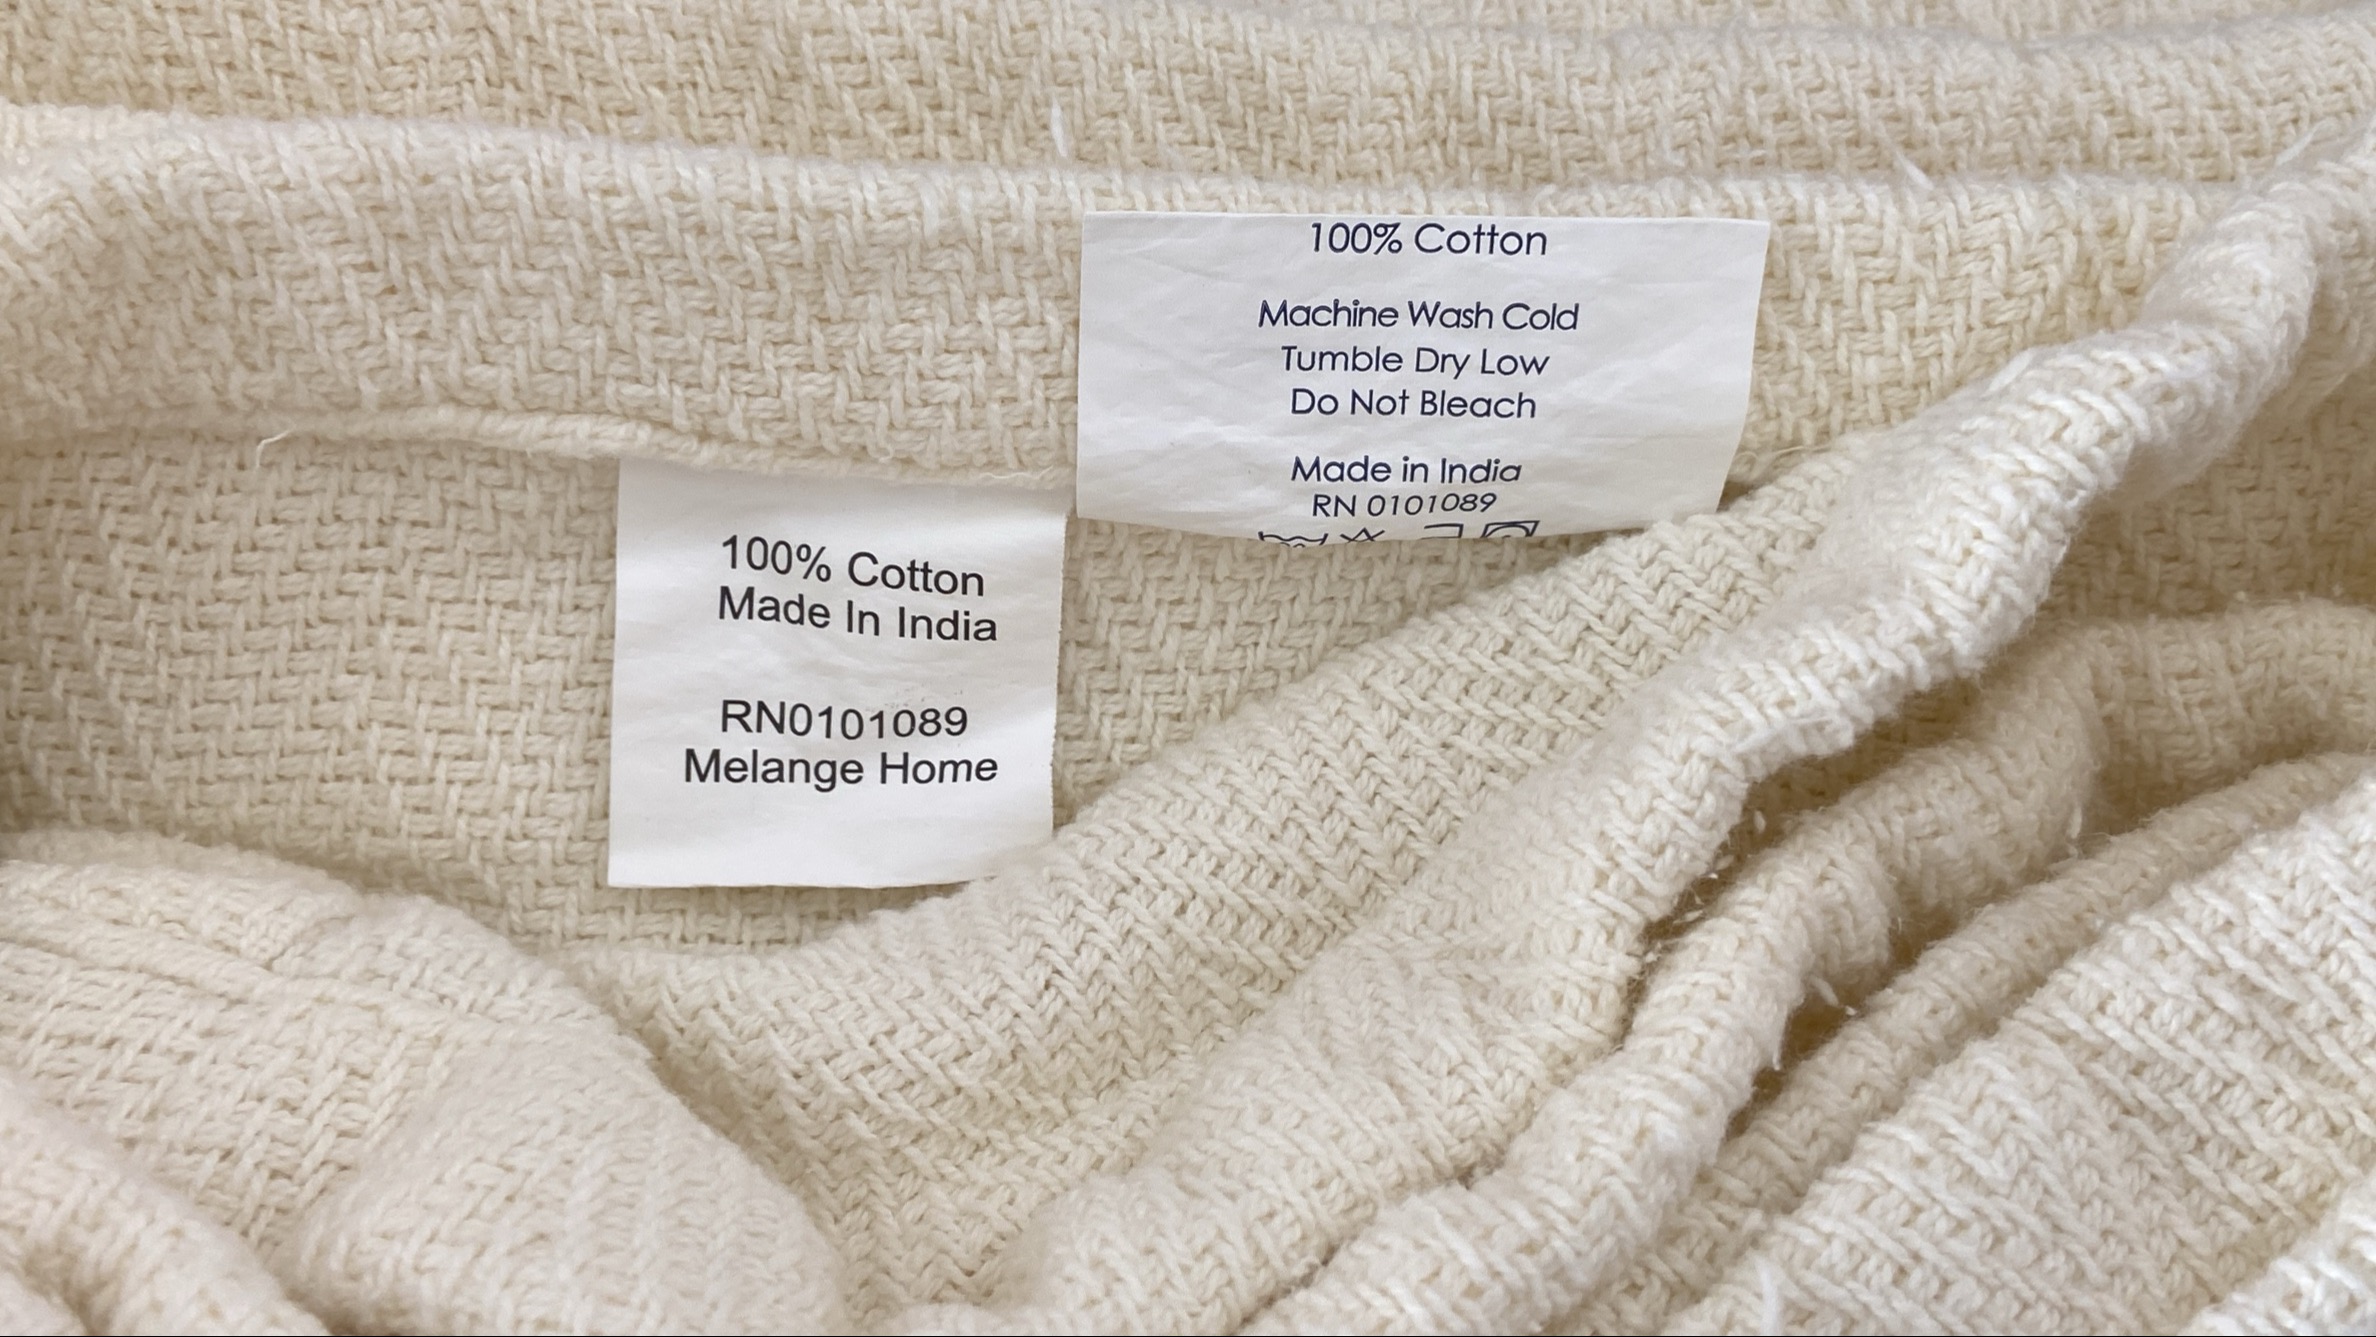 100% Cotton
Machine Wash Cold
Tumble Dry Low
Do Not Bleach
Made in India
RN 0101089
100% Cotton
Made In India
RN0101089
Melange Home